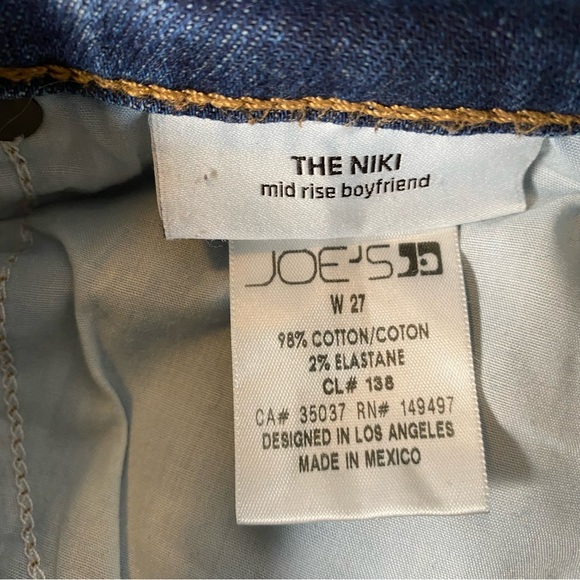 THE NIKI
mid rise boyfriend
JOE'S
W 27
98% COTTON/COTON
2% ELASTANE
CL# 138
CA# 35037 RN# 149497
DESIGNED IN LOS ANGELES
MADE IN MEXICO